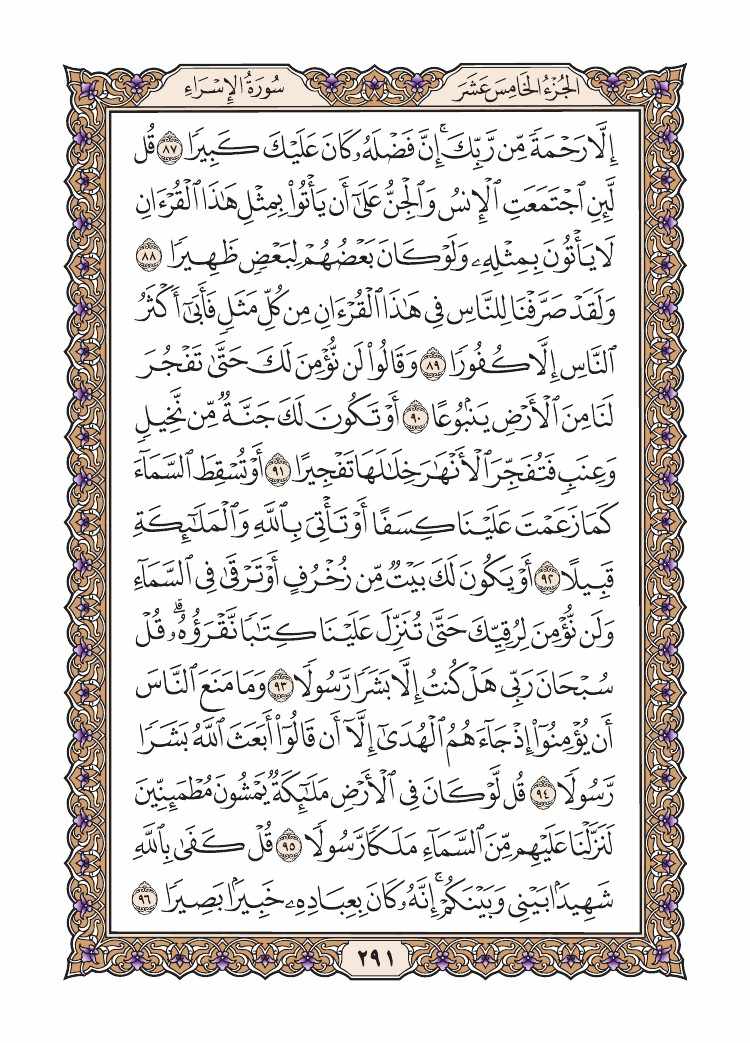 سُورَةُ الإِسْرَاءِ
الجُزْءُ الخَامِسَ عَشَرَ
إِلَّا رَحْمَةً مِّن رَّبِّكَۚ إِنَّ فَضْلَهُۥ كَانَ عَلَيْكَ كَبِيرًا ٨٧ قُل
لَّئِنِ ٱجْتَمَعَتِ ٱلْإِنسُ وَٱلْجِنُّ عَلَىٰٓ أَن يَأْتُوا۟ بِمِثْلِ هَـٰذَا ٱلْقُرْءَانِ
لَا يَأْتُونَ بِمِثْلِهِۦ وَلَوْ كَانَ بَعْضُهُمْ لِبَعْضٍ ظَهِيرًا ٨٨
وَلَقَدْ صَرَّفْنَا لِلنَّاسِ فِى هَـٰذَا ٱلْقُرْءَانِ مِن كُلِّ مَثَلٍ فَأَبَىٰٓ أَكْثَرُ
ٱلنَّاسِ إِلَّا كُفُورًا ٨٩ وَقَالُوا۟ لَن نُّؤْمِنَ لَكَ حَتَّىٰ تَفْجُرَ
لَنَا مِنَ ٱلْأَرْضِ يَنۢبُوعًا ٩٠ أَوْ تَكُونَ لَكَ جَنَّةٌ مِّن نَّخِيلٍ
وَعِنَبٍ فَتُفَجِّرَ ٱلْأَنْهَـٰرَ خِلَـٰلَهَا تَفْجِيرًا ٩١ أَوْ تُسْقِطَ ٱلسَّمَآءَ
كَمَا زَعَمْتَ عَلَيْنَا كِسَفًا أَوْ تَأْتِىَ بِٱللَّهِ وَٱلْمَلَـٰٓئِكَةِ
قَبِيلًا ٩٢ أَوْ يَكُونَ لَكَ بَيْتٌ مِّن زُخْرُفٍ أَوْ تَرْقَىٰ فِى ٱلسَّمَآءِ
وَلَن نُّؤْمِنَ لِرُقِيِّكَ حَتَّىٰ تُنَزِّلَ عَلَيْنَا كِتَـٰبًا نَّقْرَؤُهُۥۗ قُلْ
سُبْحَانَ رَبِّى هَلْ كُنتُ إِلَّا بَشَرًا رَّسُولًا ٩٣ وَمَا مَنَعَ ٱلنَّاسَ
أَن يُؤْمِنُوٓا۟ إِذْ جَآءَهُمُ ٱلْهُدَىٰٓ إِلَّآ أَن قَالُوٓا۟ أَبَعَثَ ٱللَّهُ بَشَرًا
رَّسُولًا ٩٤ قُل لَّوْ كَانَ فِى ٱلْأَرْضِ مَلَـٰٓئِكَةٌ يَمْشُونَ مُطْمَئِنِّينَ
لَنَزَّلْنَا عَلَيْهِم مِّنَ ٱلسَّمَآءِ مَلَكًا رَّسُولًا ٩٥ قُلْ كَفَىٰ بِٱللَّهِ
شَهِيدًۢا بَيْنِى وَبَيْنَكُمْۚ إِنَّهُۥ كَانَ بِعِبَادِهِۦ خَبِيرًۢا بَصِيرًا ٩٦
٢٩١